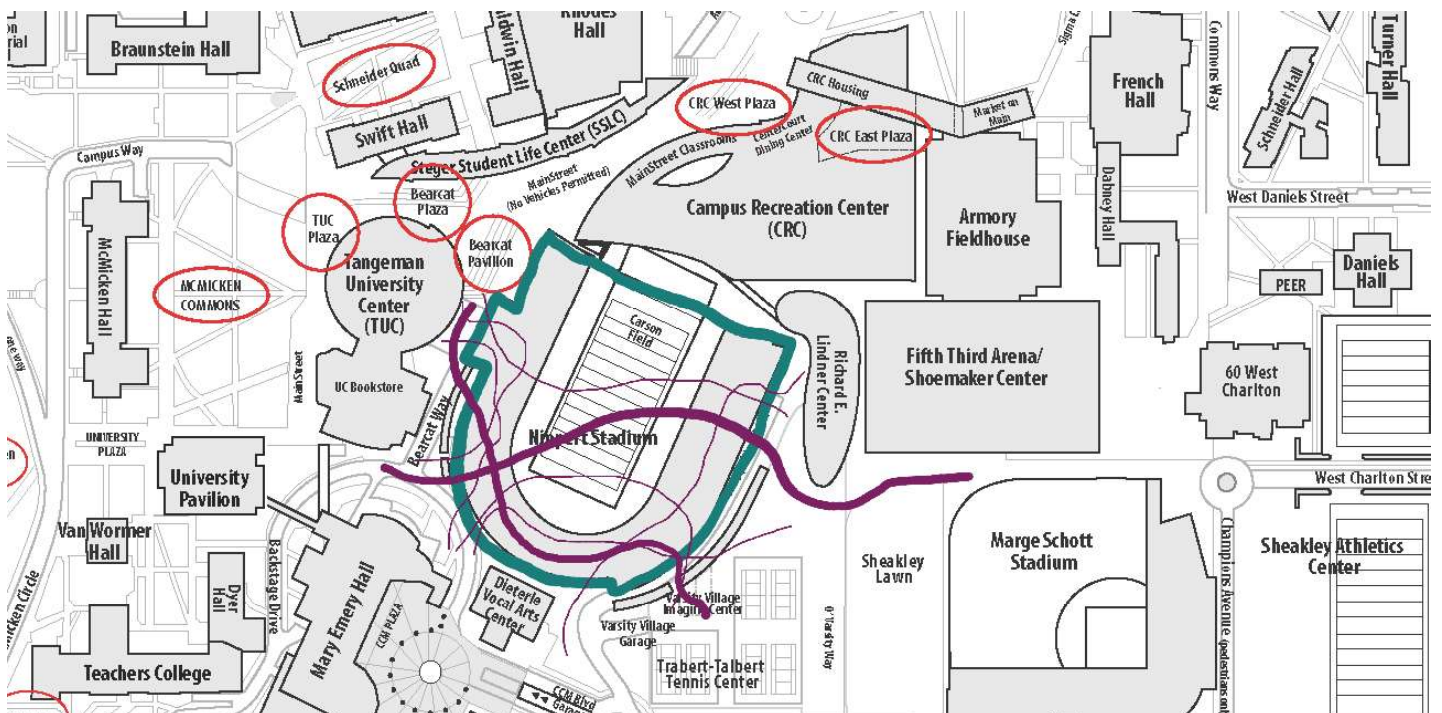 Braunstein Hall
Rhodes
Hall
Schneider Quad
Swift Hall
Steger Student Life Center (SSLC)
CRC West Plaza
CRC Housing
CRC East Plaza
Market on
Main
CenterCourt
Dining Center
MainStreet Classrooms
MainStreet
(No Vehicles Permitted)
French
Hall
Commons Way
Schneider Hall
Turner Hall
Campus Way
McMicken Hall
TUC
Plaza
Bearcat
Plaza
Bearcat
Pavilion
MCMICKEN
COMMONS
Tangeman
University
Center
(TUC)
Campus Recreation Center
(CRC)
Armory
Fieldhouse
Dabney Hall
West Daniels Street
Daniels
Hall
PEER
Carson
Field
MainStreet
UC Bookstore
Bearcat Way
Nippert Stadium
Richard E.
Lindner Center
Fifth Third Arena/
Shoemaker Center
60 West
Charlton
UNIVERSITY
PLAZA
University
Pavilion
West Charlton Stre
Van Wormer
Hall
Dyer
Hall
Backstage Drive
Mary Emery Hall
CCM PLAZA
Dieterle
Vocal Arts
Center
Varsity Village
Imaging Center
Varsity Village
Garage
Trabert-Talbert
Tennis Center
Sheakley
Lawn
O'Varsity Way
Marge Schott
Stadium
Champions Avenue
Sheakley Athletics
Center
Teachers College
CCM Blvd